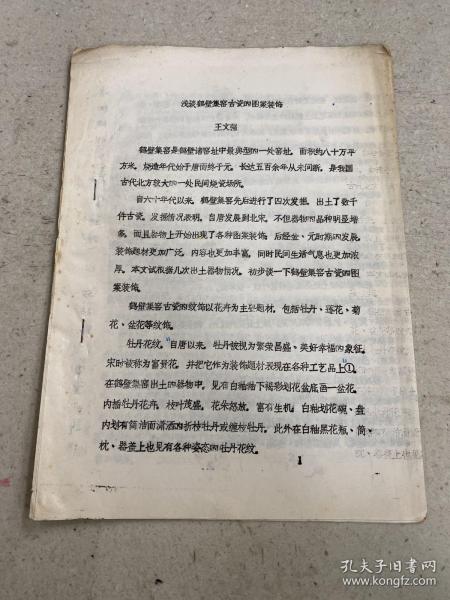 浅谈鹤壁集窑古瓷的图案装饰
王文强
鹤壁集窑是鹤壁诸窑址中最典型的一处窑址，面积约八十万平
方米。烧造年代始于唐而终于元，长达五百余年从未间断，是我国
古代北方较大的一处民间烧瓷场所。
自六十年代以来，鹤壁集窑先后进行了四次发掘，出土了数千
件古瓷，发掘情况表明，自唐发展到北宋，不但器物的品种明显增
多，而且器物上开始出现了各种图案装饰，后经金、元时期的发展，
装饰题材更加广泛，内容也更加丰富，同时民间生活气息也更加浓
厚。本文试根据几次出土器物情况，初步谈一下鹤壁集窑古瓷的图
案装饰。
鹤壁集窑古瓷的纹饰以花卉为主要题材，包括牡丹、莲花、菊
花、盆花等纹饰。
牡丹花纹。自唐以来，牡丹被视为繁荣昌盛、美好幸福的象征，
宋时被称为富贵花，并把它作为装饰题材表现在各种工艺品上①。
在鹤壁集窑出土的器物中，见有白釉釉下褐彩划花盆底画一盆花，
内插牡丹花卉，枝叶茂盛，花朵怒放，富有生机。白釉划花碗、盘
内划有简洁而潇洒的折枝牡丹或缠枝牡丹。此外在白釉黑花瓶、筒、
枕、器盖上也见有各种姿态的牡丹花纹。
1
孔夫子旧书网
www.kongfz.com